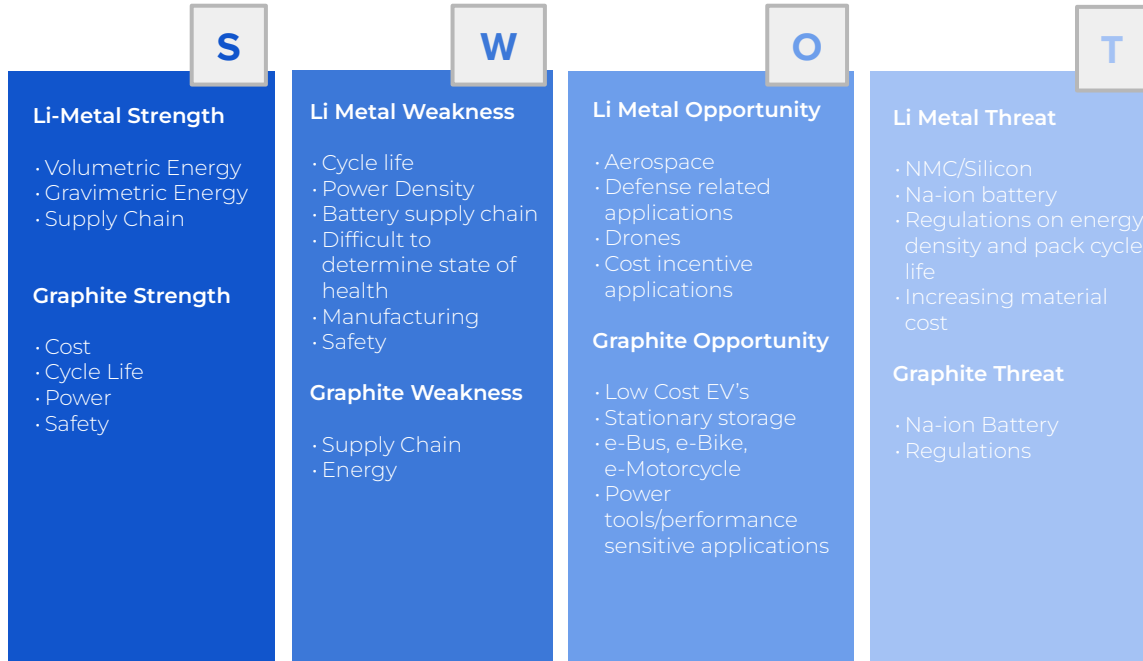 S
Li-Metal Strength
· Volumetric Energy
· Gravimetric Energy
· Supply Chain
Graphite Strength
· Cost
· Cycle Life
· Power
· Safety
W
Li Metal Weakness
· Cycle life
· Power Density
· Battery supply chain
· Difficult to
determine state of
health
· Manufacturing
· Safety
Graphite Weakness
· Supply Chain
· Energy
O
Li Metal Opportunity
· Aerospace
· Defense related
applications
· Drones
· Cost incentive
applications
Graphite Opportunity
· Low Cost EV's
· Stationary storage
· e-Bus, e-Bike,
e-Motorcycle
· Power
tools/performance
sensitive applications
T
Li Metal Threat
· NMC/Silicon
· Na-ion battery
· Regulations on energy
density and pack cycle
life
· Increasing material
cost
Graphite Threat
· Na-ion Battery
· Regulations